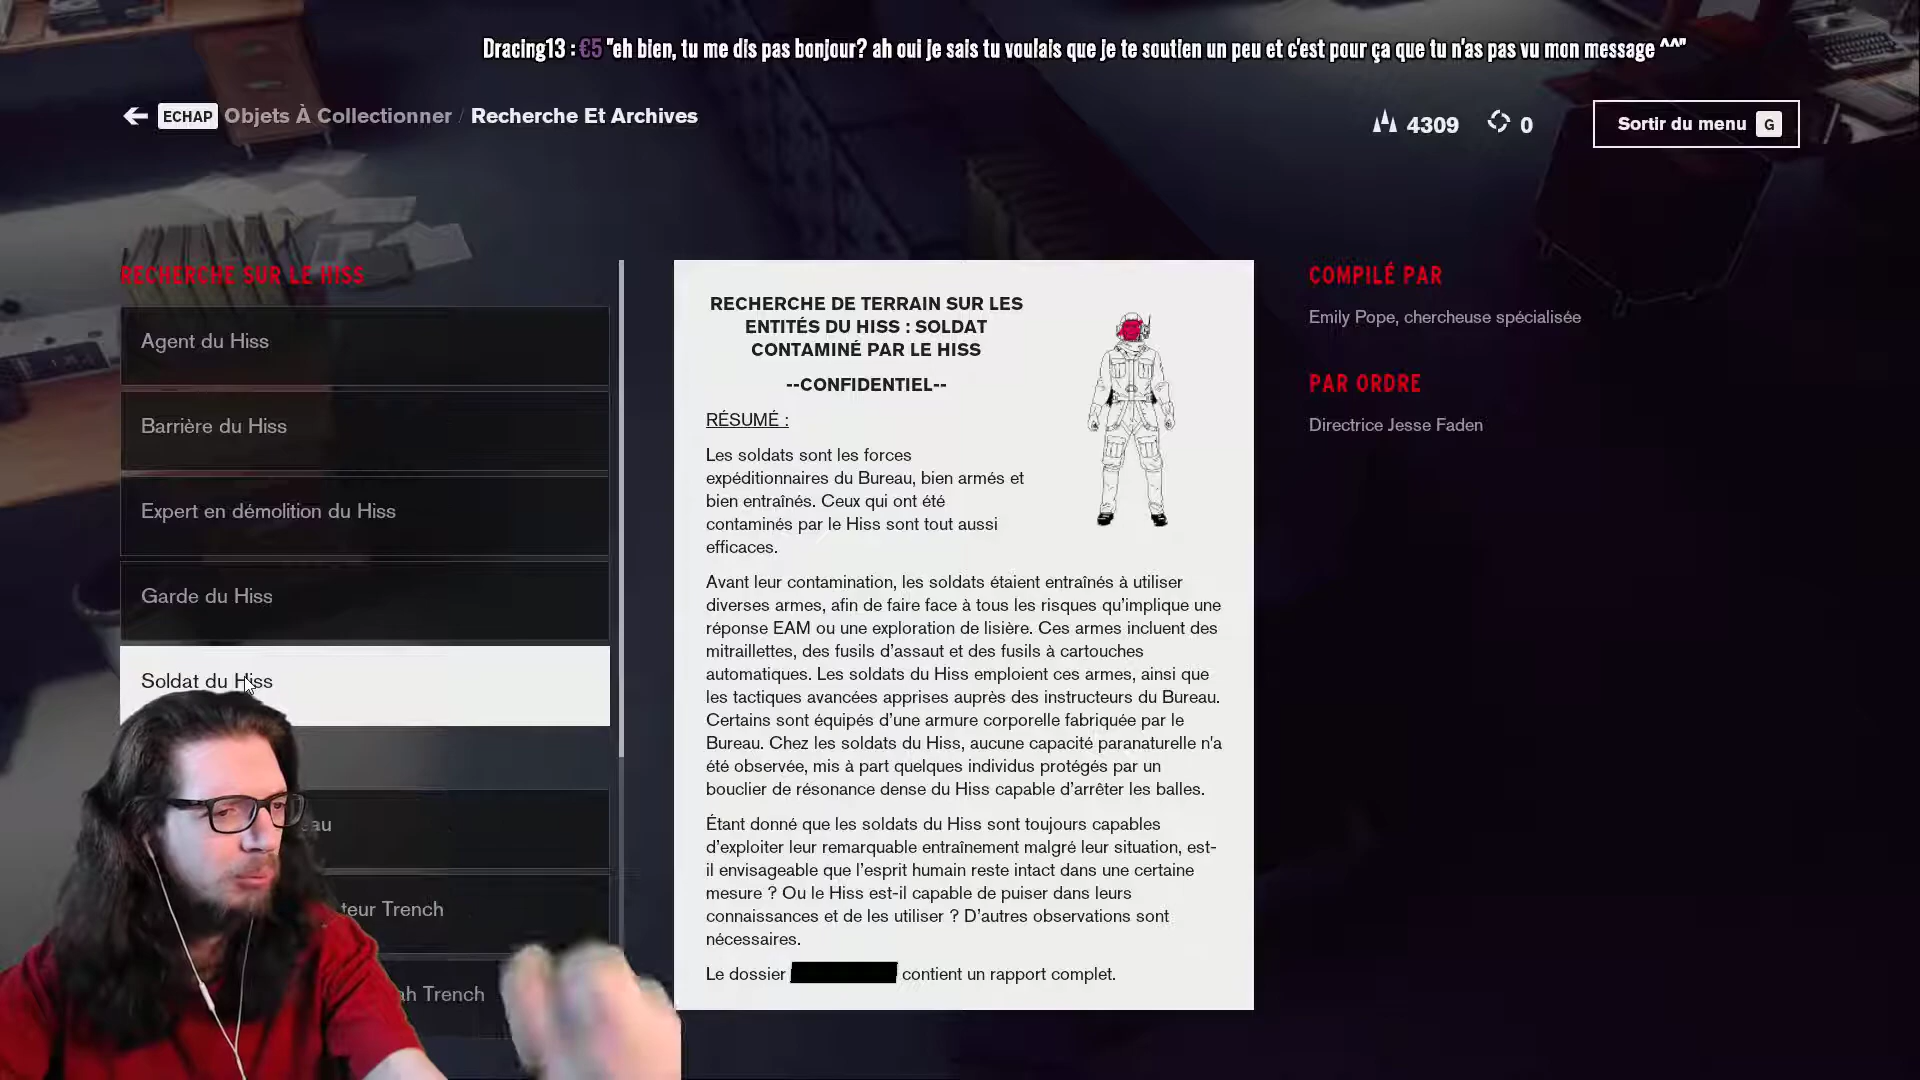 Dracing13 : €5 "eh bien, tu me dis pas bonjour? ah oui je sais tu voulais que je te soutien un peu et c'est pour ça que tu n'as pas vu mon message ^^"
ECHAP Objets À Collectionner / Recherche Et Archives
4309 0
Sortir du menu G
RECHERCHE SUR LE HISS
Agent du Hiss
Barrière du Hiss
Expert en démolition du Hiss
Garde du Hiss
Soldat du Hiss
Trench
Trench
RECHERCHE DE TERRAIN SUR LES
ENTITÉS DU HISS : SOLDAT
CONTAMINÉ PAR LE HISS
--CONFIDENTIEL--
RÉSUMÉ :
Les soldats sont les forces
expéditionnaires du Bureau, bien armés et
bien entraînés. Ceux qui ont été
contaminés par le Hiss sont tout aussi
efficaces.
Avant leur contamination, les soldats étaient entraînés à utiliser
diverses armes, afin de faire face à tous les risques qu'implique une
réponse EAM ou une exploration de lisière. Ces armes incluent des
mitraillettes, des fusils d'assaut et des fusils à cartouches
automatiques. Les soldats du Hiss emploient ces armes, ainsi que
les tactiques avancées apprises auprès des instructeurs du Bureau.
Certains sont équipés d'une armure corporelle fabriquée par le
Bureau. Chez les soldats du Hiss, aucune capacité paranaturelle n'a
été observée, mis à part quelques individus protégés par un
bouclier de résonance dense du Hiss capable d'arrêter les balles.
Étant donné que les soldats du Hiss sont toujours capables
d'exploiter leur remarquable entraînement malgré leur situation, est-
il envisageable que l'esprit humain reste intact dans une certaine
mesure ? Ou le Hiss est-il capable de puiser dans leurs
connaissances et de les utiliser ? D'autres observations sont
nécessaires.
Le dossier contient un rapport complet.
COMPILÉ PAR
Emily Pope, chercheuse spécialisée
PAR ORDRE
Directrice Jesse Faden